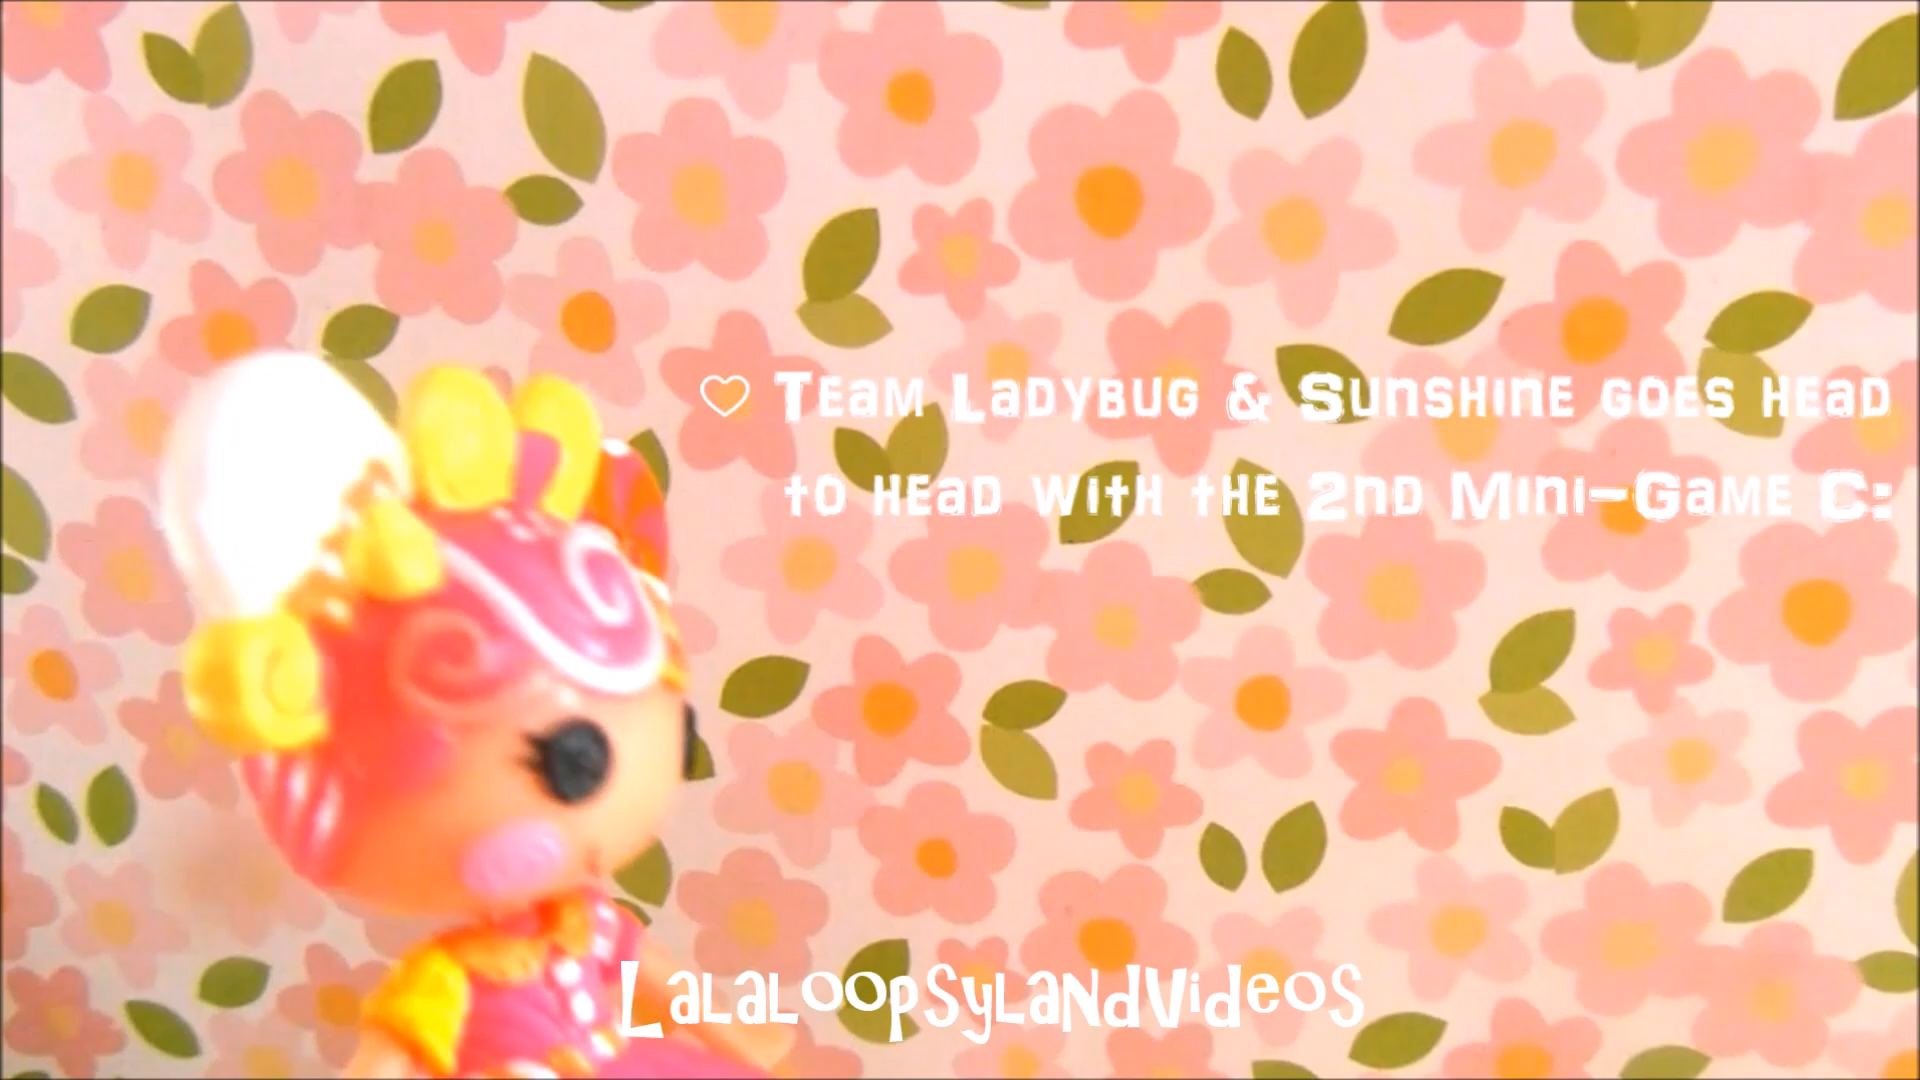 ♡ Team Ladybug & Sunshine goes head
to head with the 2nd Mini-Game C:
LalaloopsylandVideos